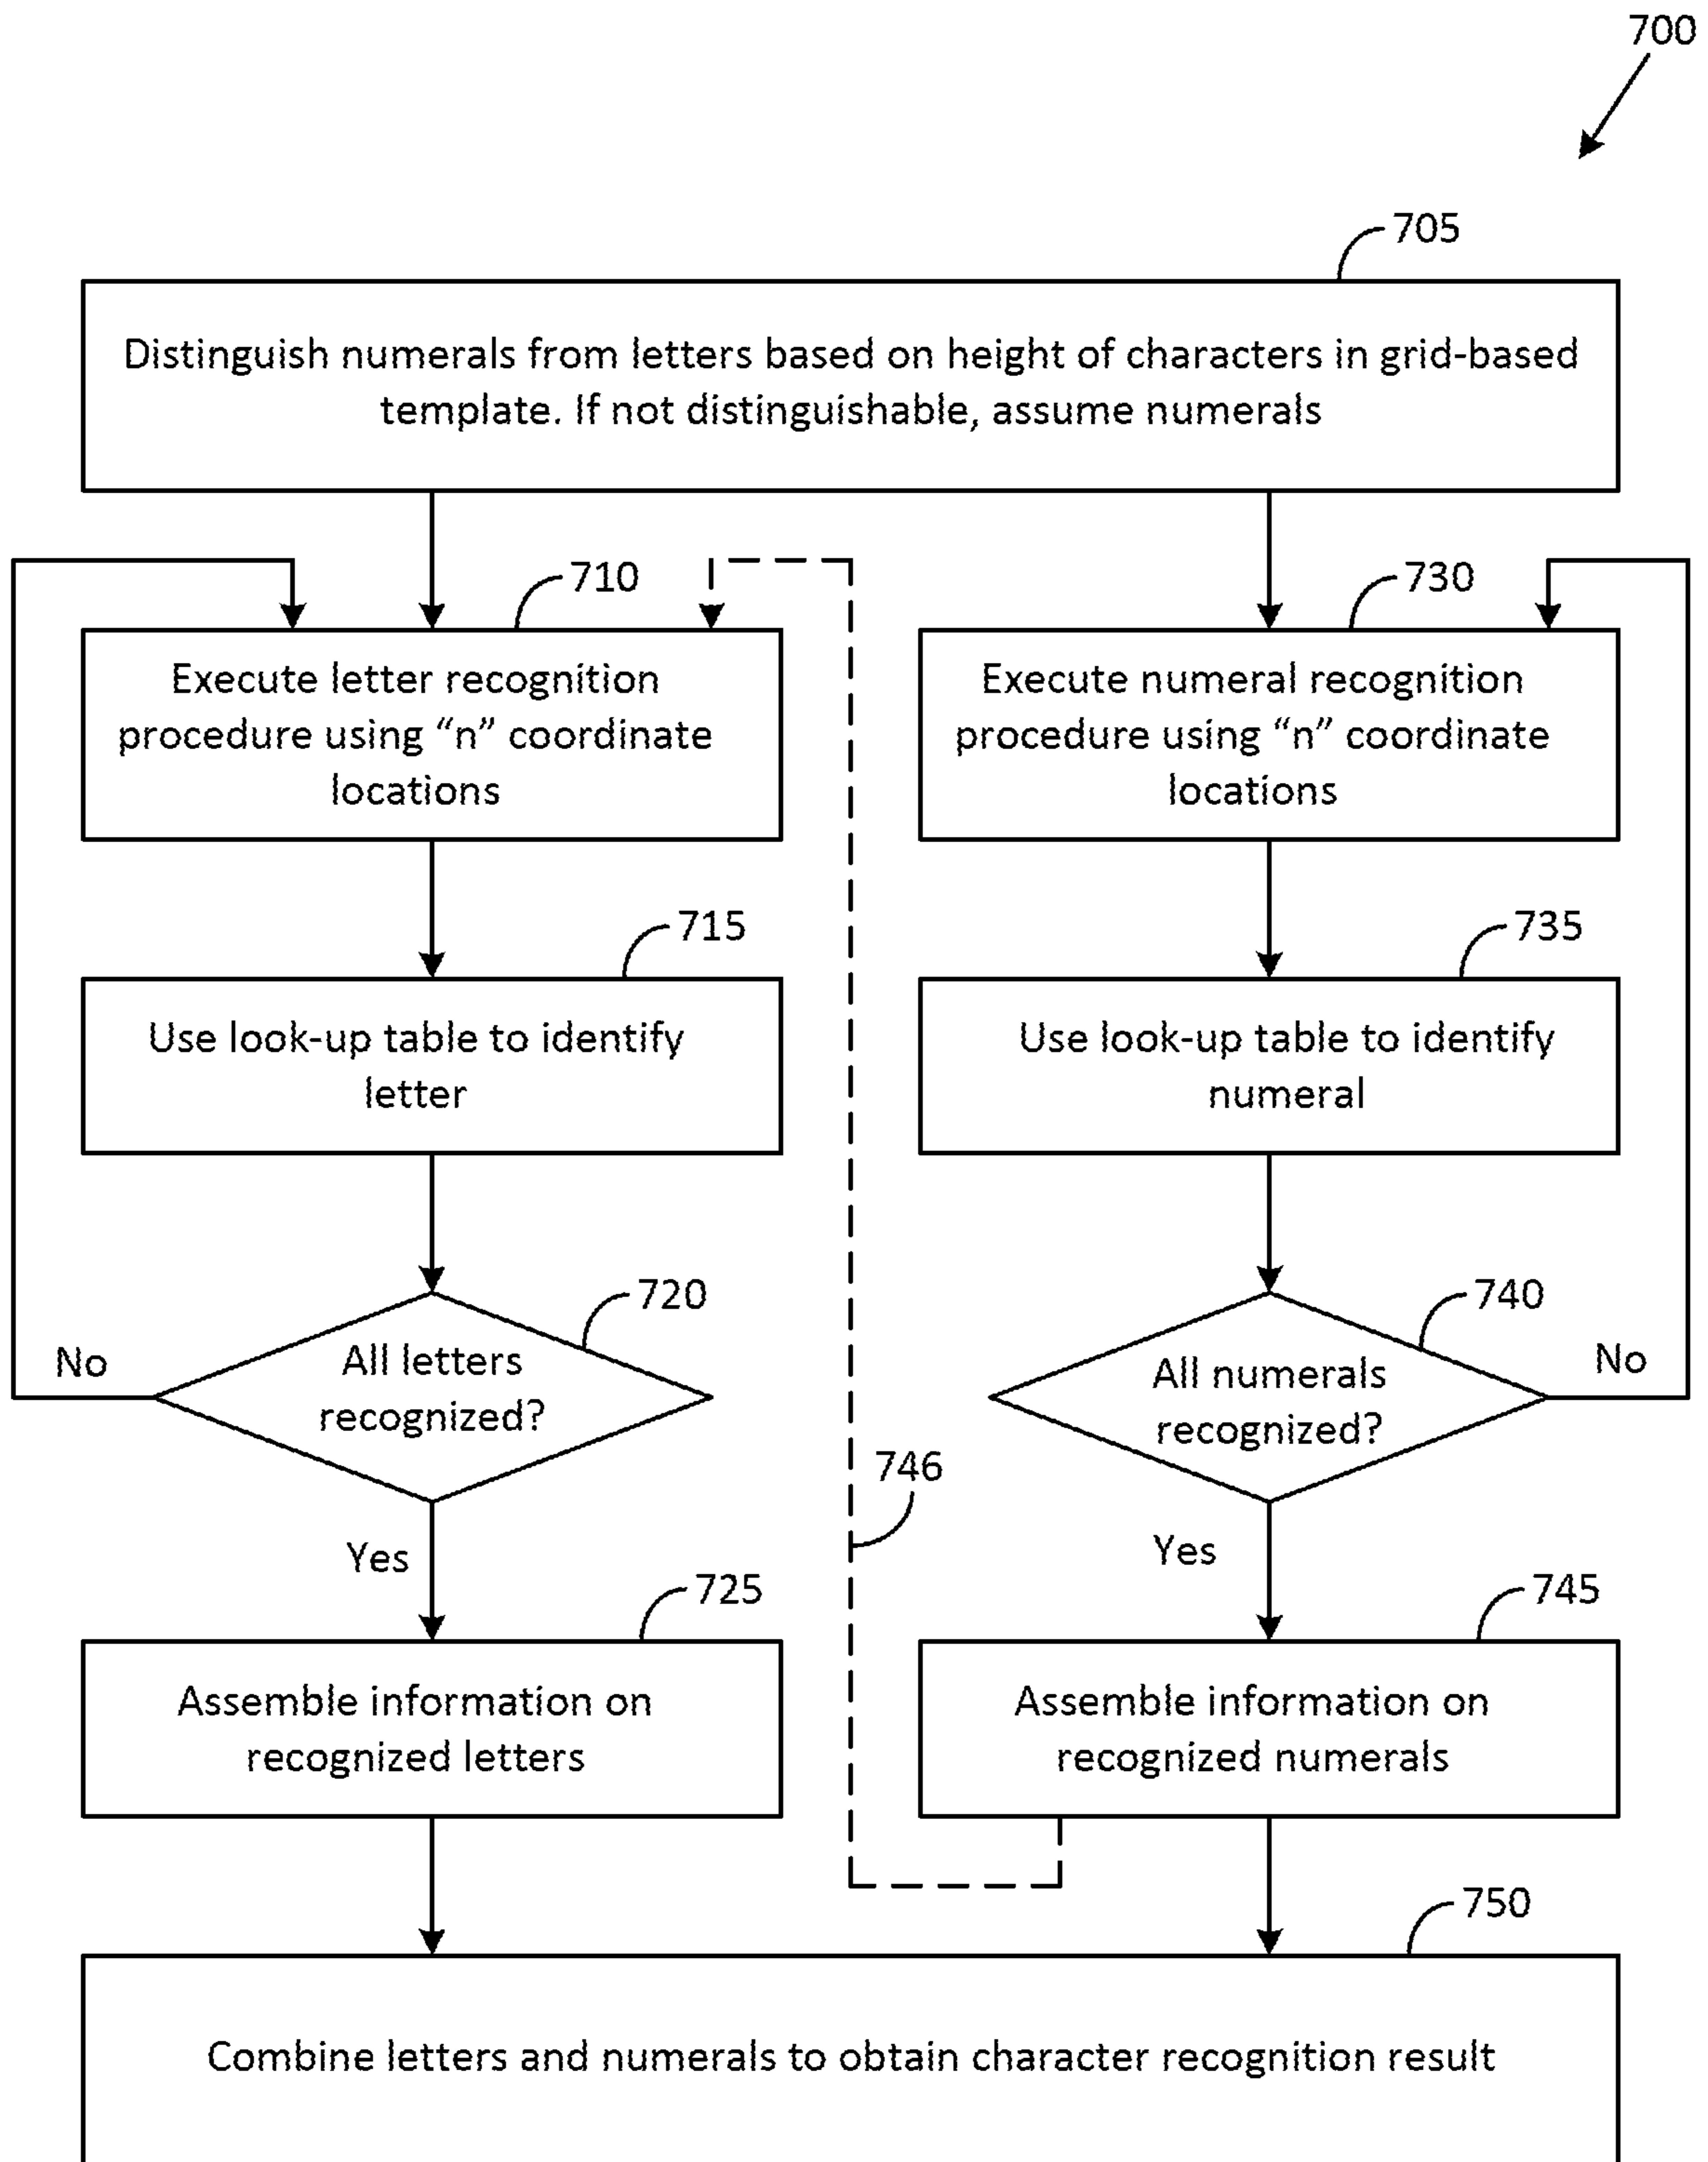 700
705
Distinguish numerals from letters based on height of characters in grid-based
template. If not distinguishable, assume numerals
710
730
Execute letter recognition
procedure using “n” coordinate
locations
Execute numeral recognition
procedure using “n” coordinate
locations
715
735
Use look-up table to identify
letter
Use look-up table to identify
numeral
720
740
No
All letters
recognized?
All numerals
recognized?
No
746
Yes
Yes
725
745
Assemble information on
recognized letters
Assemble information on
recognized numerals
750
Combine letters and numerals to obtain character recognition result